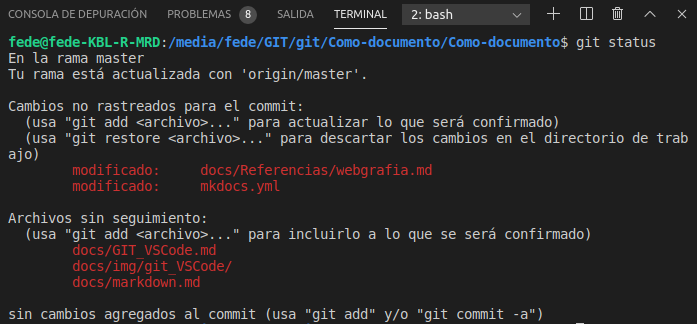 CONSOLA DE DEPURACIÓN PROBLEMAS 8 SALIDA TERMINAL 2: bash
fede@fede-KBL-R-MRD:/media/fede/GIT/git/Como-documento/Como-documento$ git status
En la rama master
Tu rama está actualizada con 'origin/master'.
Cambios no rastreados para el commit:
(usa "git add <archivo>..." para actualizar lo que será confirmado)
(usa "git restore <archivo>..." para descartar los cambios en el directorio de trab
ajo)
modificado: docs/Referencias/webgrafia.md
modificado: mkdocs.yml
Archivos sin seguimiento:
(usa "git add <archivo>..." para incluirlo a lo que se será confirmado)
docs/GIT_VSCode.md
docs/img/git_VSCode/
docs/markdown.md
sin cambios agregados al commit (usa "git add" y/o "git commit -a")